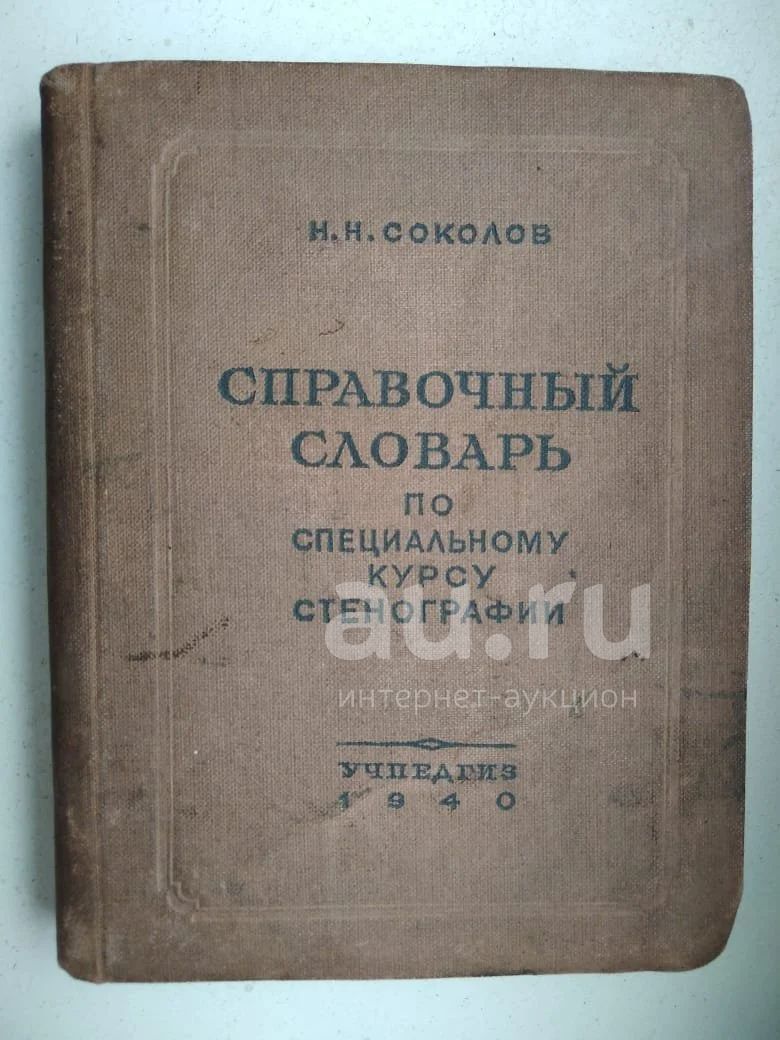 Н. Н. СОКОЛОВ
СПРАВОЧНЫЙ
СЛОВАРЬ
ПО
СПЕЦИАЛЬНОМУ
КУРСУ
СТЕНОГРАФИИ
au.ru
интернет-аукцион
УЧПЕДГИЗ
1940